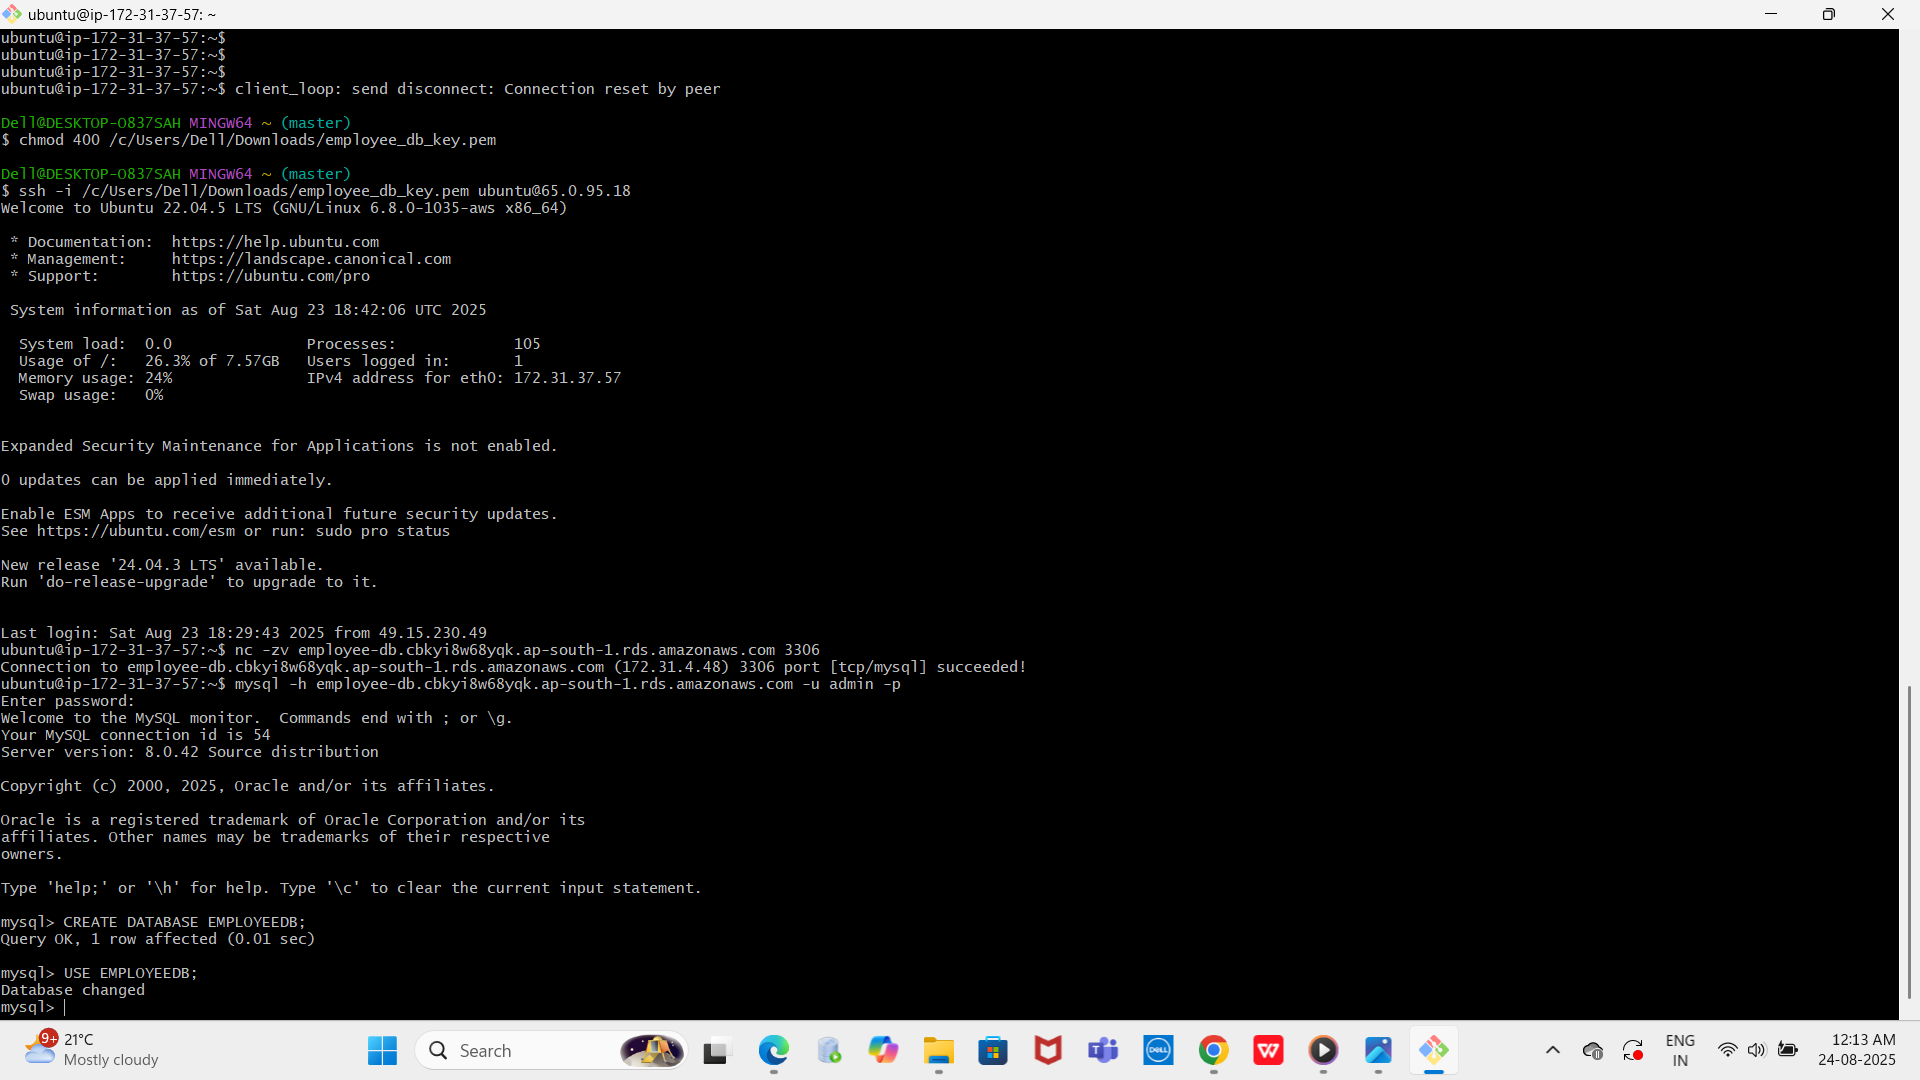 ubuntu@ip-172-31-37-57: ~
ubuntu@ip-172-31-37-57:~$
ubuntu@ip-172-31-37-57:~$
ubuntu@ip-172-31-37-57:~$
ubuntu@ip-172-31-37-57:~$ client_loop: send disconnect: Connection reset by peer
Dell@DESKTOP-O837SAH MINGW64 ~ (master)
$ chmod 400 /c/Users/Dell/Downloads/employee_db_key.pem
Dell@DESKTOP-O837SAH MINGW64 ~ (master)
$ ssh -i /c/Users/Dell/Downloads/employee_db_key.pem ubuntu@65.0.95.18
Welcome to Ubuntu 22.04.5 LTS (GNU/Linux 6.8.0-1035-aws x86_64)
* Documentation:  https://help.ubuntu.com
* Management:     https://landscape.canonical.com
* Support:        https://ubuntu.com/pro
System information as of Sat Aug 23 18:42:06 UTC 2025
System load:  0.0               Processes:             105
Usage of /:   26.3% of 7.57GB   Users logged in:       1
Memory usage: 24%               IPv4 address for eth0: 172.31.37.57
Swap usage:   0%
Expanded Security Maintenance for Applications is not enabled.
0 updates can be applied immediately.
Enable ESM Apps to receive additional future security updates.
See https://ubuntu.com/esm or run: sudo pro status
New release '24.04.3 LTS' available.
Run 'do-release-upgrade' to upgrade to it.
Last login: Sat Aug 23 18:29:43 2025 from 49.15.230.49
ubuntu@ip-172-31-37-57:~$ nc -zv employee-db.cbkyi8w68yqk.ap-south-1.rds.amazonaws.com 3306
Connection to employee-db.cbkyi8w68yqk.ap-south-1.rds.amazonaws.com (172.31.4.48) 3306 port [tcp/mysql] succeeded!
ubuntu@ip-172-31-37-57:~$ mysql -h employee-db.cbkyi8w68yqk.ap-south-1.rds.amazonaws.com -u admin -p
Enter password:
Welcome to the MySQL monitor.  Commands end with ; or \g.
Your MySQL connection id is 54
Server version: 8.0.42 Source distribution
Copyright (c) 2000, 2025, Oracle and/or its affiliates.
Oracle is a registered trademark of Oracle Corporation and/or its
affiliates. Other names may be trademarks of their respective
owners.
Type 'help;' or '\h' for help. Type '\c' to clear the current input statement.
mysql> CREATE DATABASE EMPLOYEEDB;
Query OK, 1 row affected (0.01 sec)
mysql> USE EMPLOYEEDB;
Database changed
mysql>
9+
21°C
Mostly cloudy
Search
DELL
W
ENG
IN
12:13 AM
24-08-2025